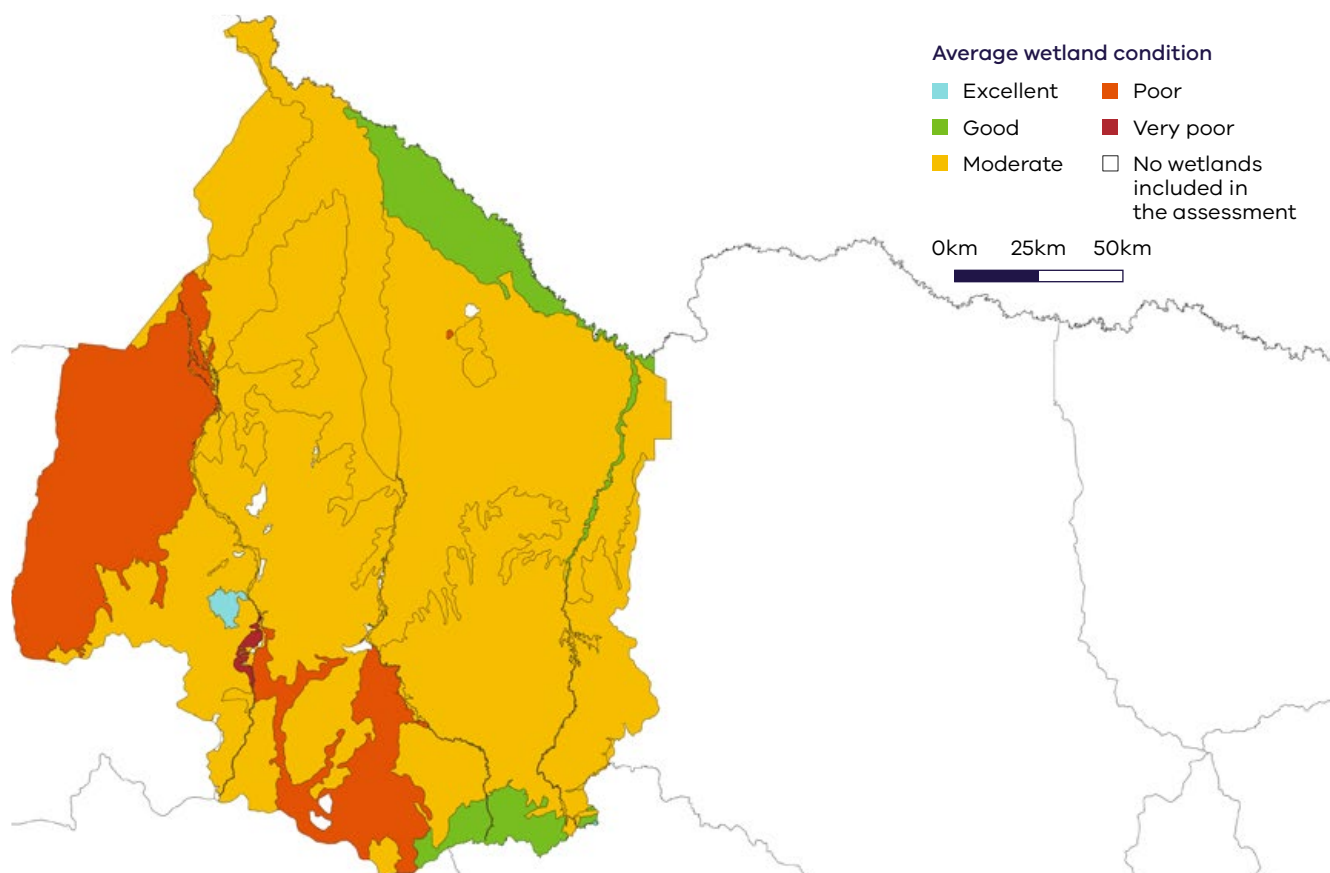 Average wetland condition
Excellent
Poor
Good
Very poor
Moderate
No wetlands
included in
the assessment
0km 25km 50km